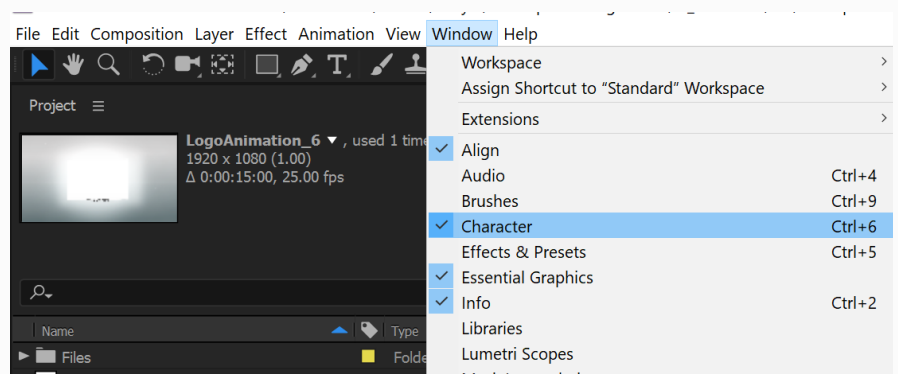 File Edit Composition Layer Effect Animation View Window Help
Workspace
Assign Shortcut to “Standard” Workspace
Extensions
Align
Audio Ctrl+4
Brushes Ctrl+9
Character Ctrl+6
Effects & Presets Ctrl+5
Essential Graphics
Info Ctrl+2
Libraries
Lumetri Scopes
Project
LogoAnimation_6 , used 1 time
1920 x 1080 (1.00)
Δ 0:00:15:00, 25.00 fps
Name Type
Files Folde